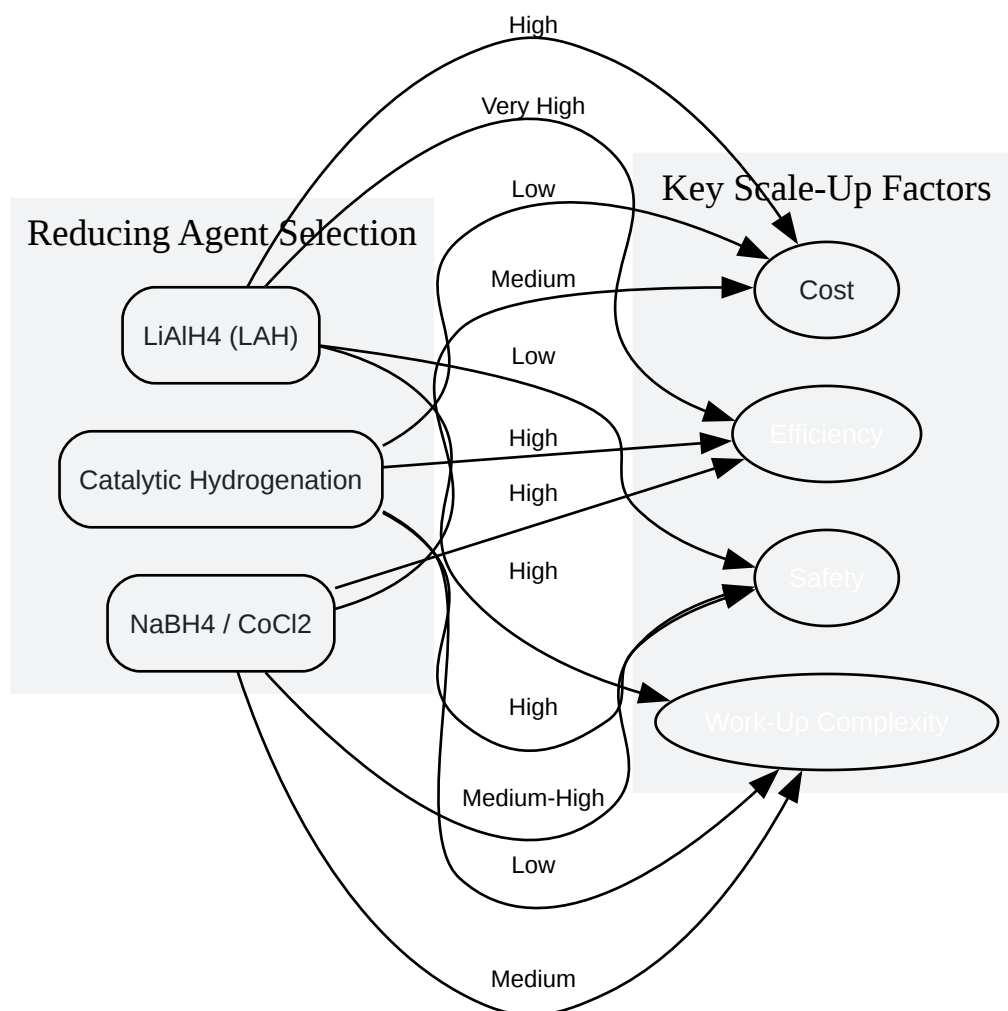 High
Very High
Key Scale-Up Factors
Low
Reducing Agent Selection
Medium
Cost
LiAlH4 (LAH)
Low
High
Efficiency
Catalytic Hydrogenation
High
High
Safety
NaBH4 / CoCl2
High
Work-Up Complexity
Medium-High
Low
Medium